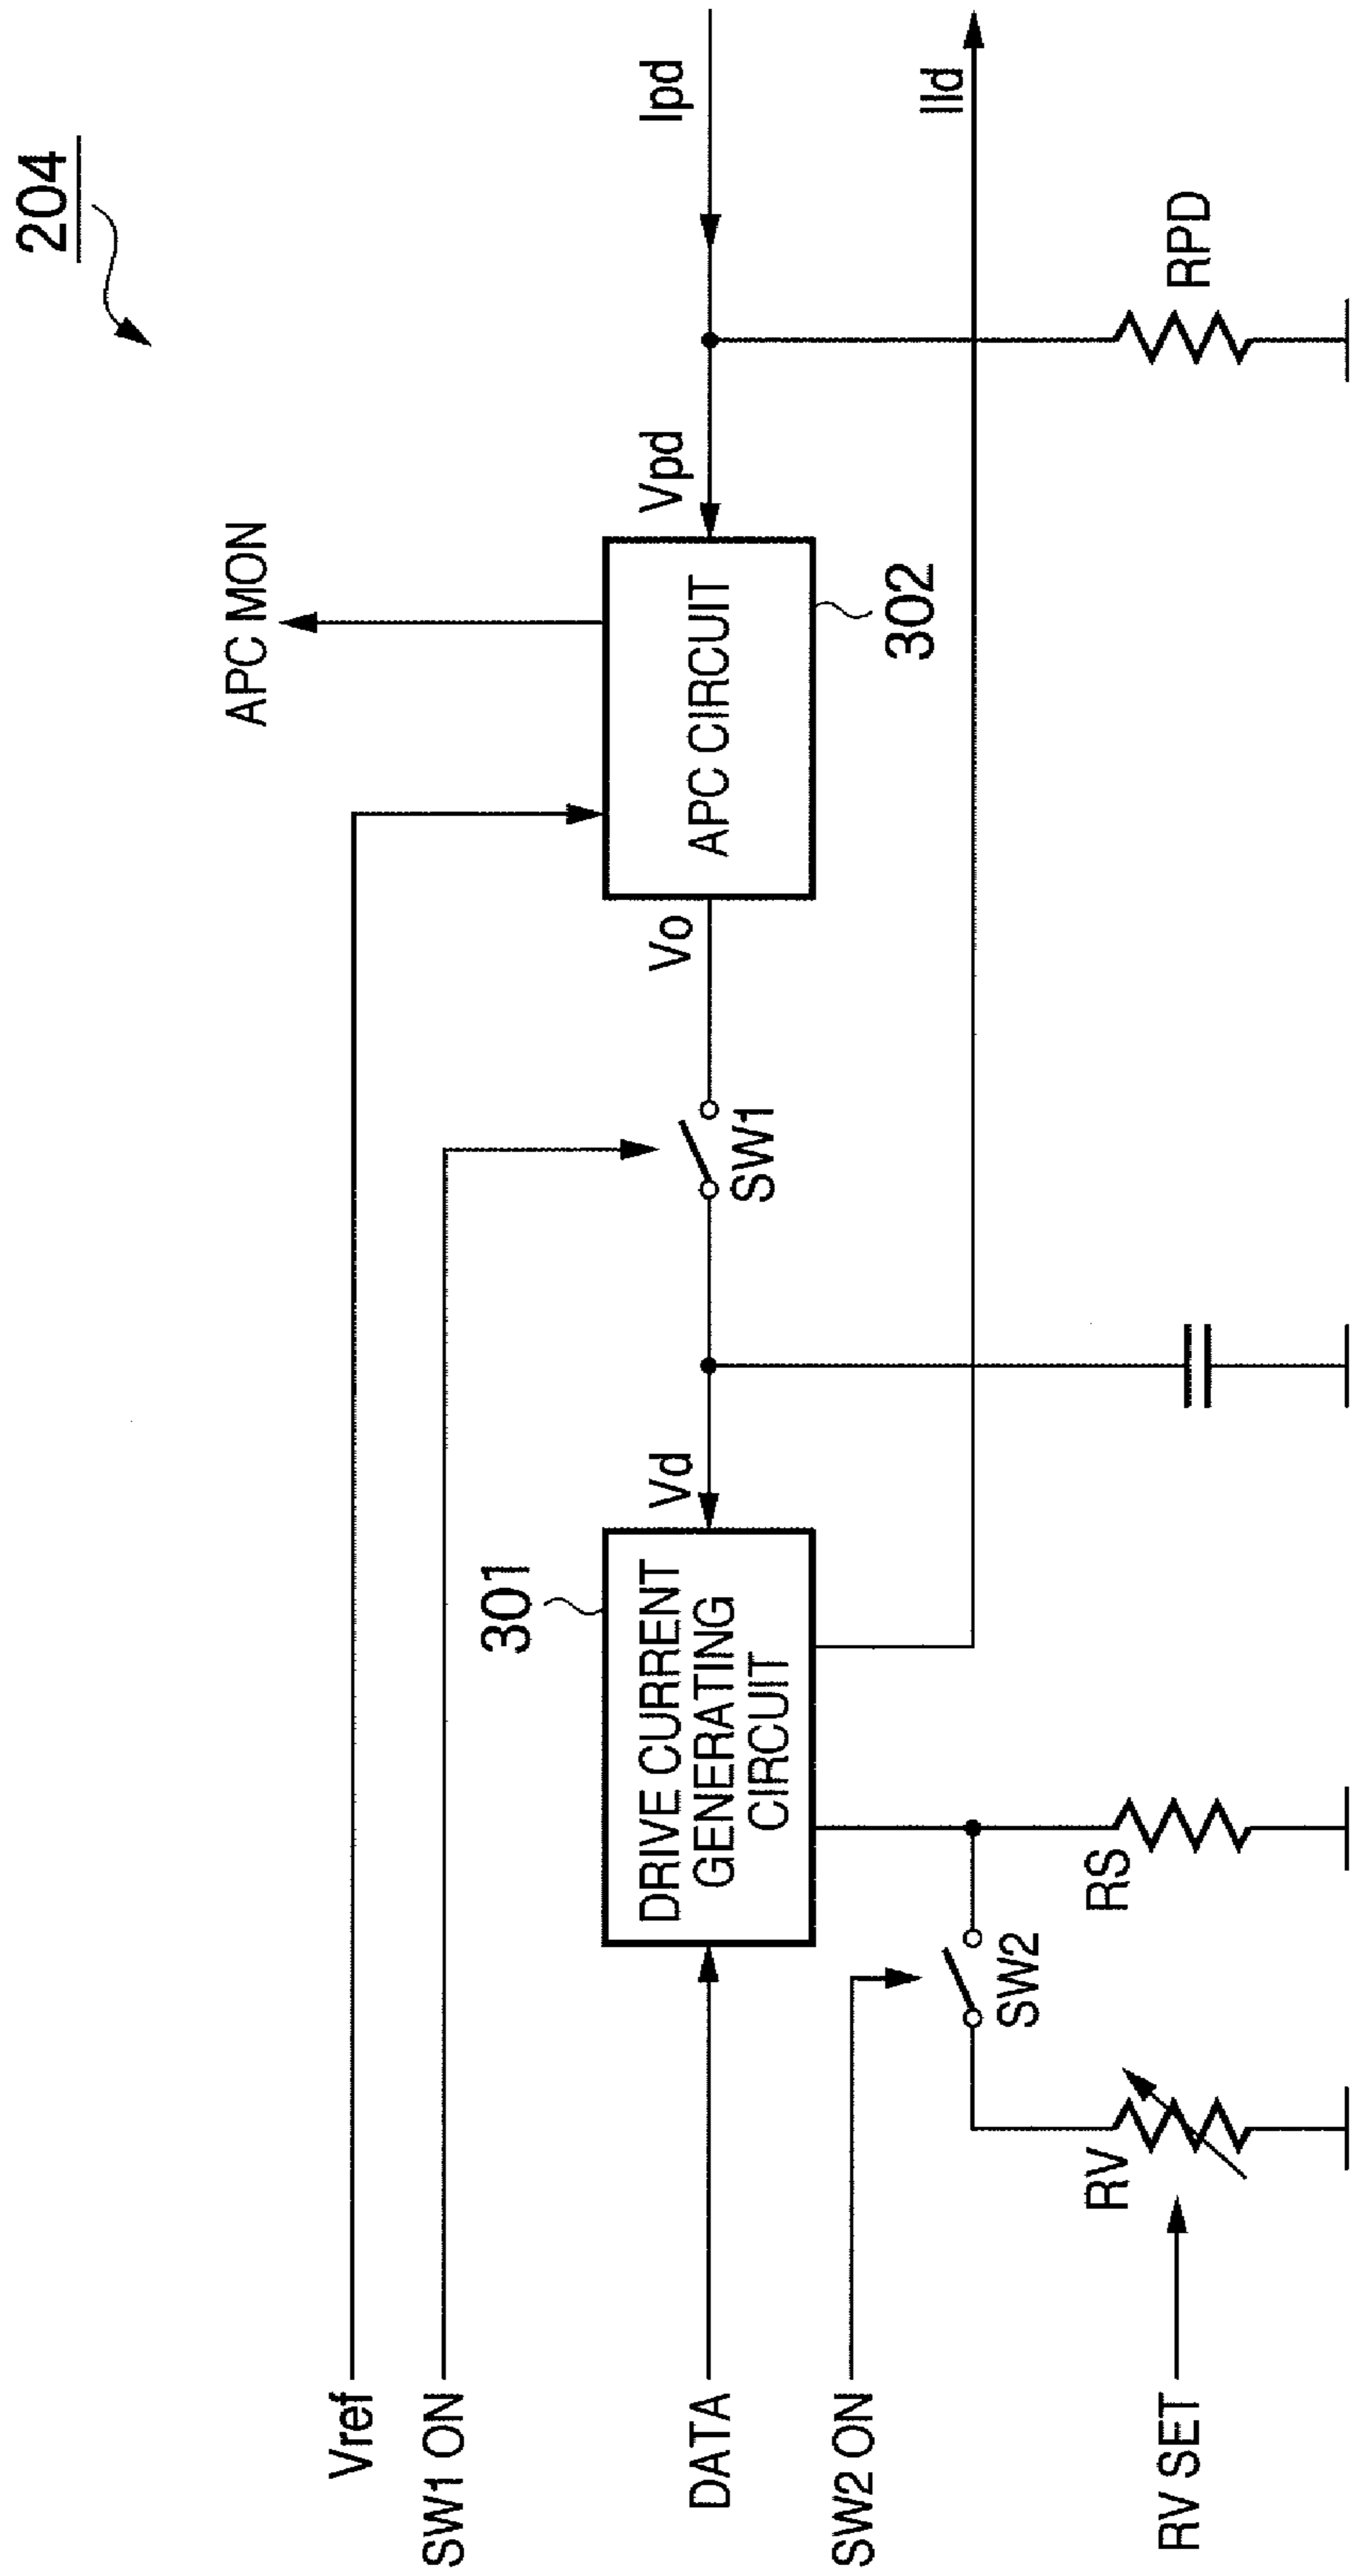 204
Vref
SW1 ON
APC MON
DATA
301
DRIVE CURRENT
GENERATING
CIRCUIT
Vd
SW1
Vo
APC CIRCUIT
302
Vpd
Ipd
Ild
SW2 ON
SW2
RV SET
RV
RS
RPD